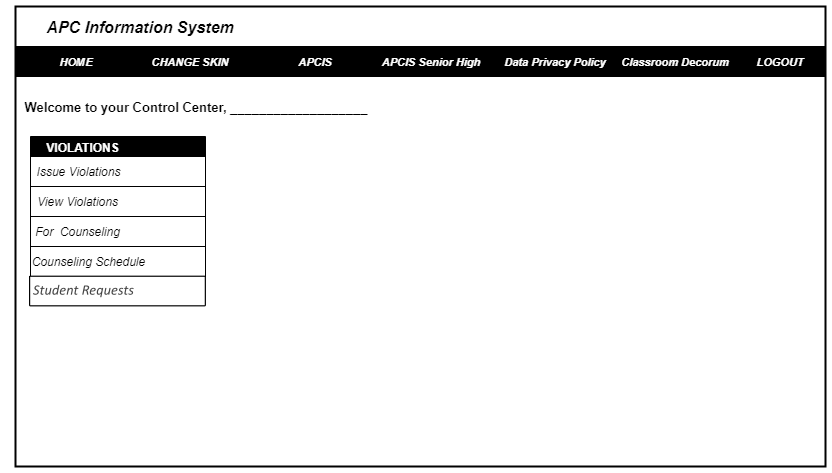 APC Information System
HOME CHANGE SKIN APCIS APCIS Senior High Data Privacy Policy Classroom Decorum LOGOUT
Welcome to your Control Center, ___________________
VIOLATIONS
Issue Violations
View Violations
For Counseling
Counseling Schedule
Student Requests